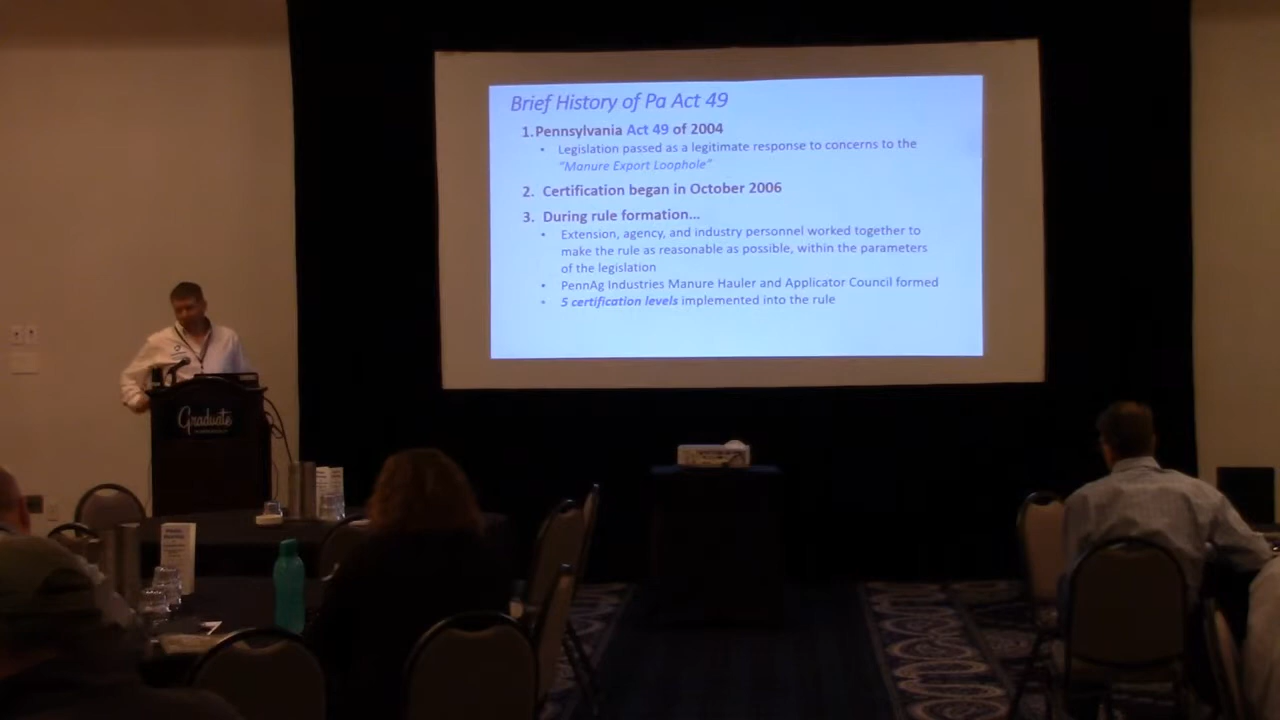 Brief History of Pa Act 49
1. Pennsylvania Act 49 of 2004
• Legislation passed as a legitimate response to concerns to the
"Manure Export Loophole"
2. Certification began in October 2006
3. During rule formation...
• Extension, agency, and industry personnel worked together to
make the rule as reasonable as possible, within the parameters
of the legislation
• PennAg Industries Manure Hauler and Applicator Council formed
• 5 certification levels implemented into the rule
Graduate